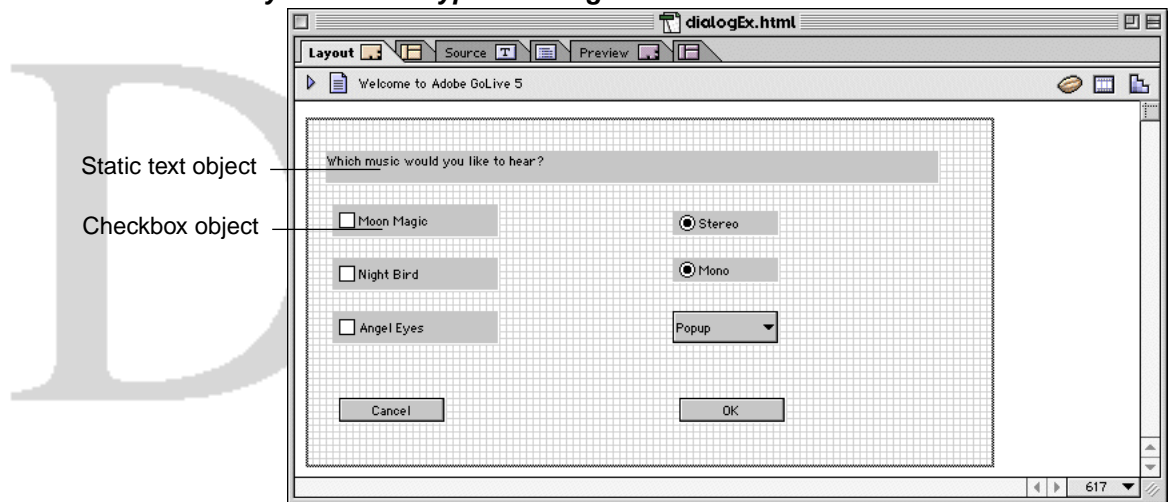 dialogEx.html
Layout Source T Preview
Welcome to Adobe GoLive 5
Which music would you like to hear?
Static text object
Moon Magic Stereo
Checkbox object
Night Bird Mono
Angel Eyes Popup
Cancel OK
617
D